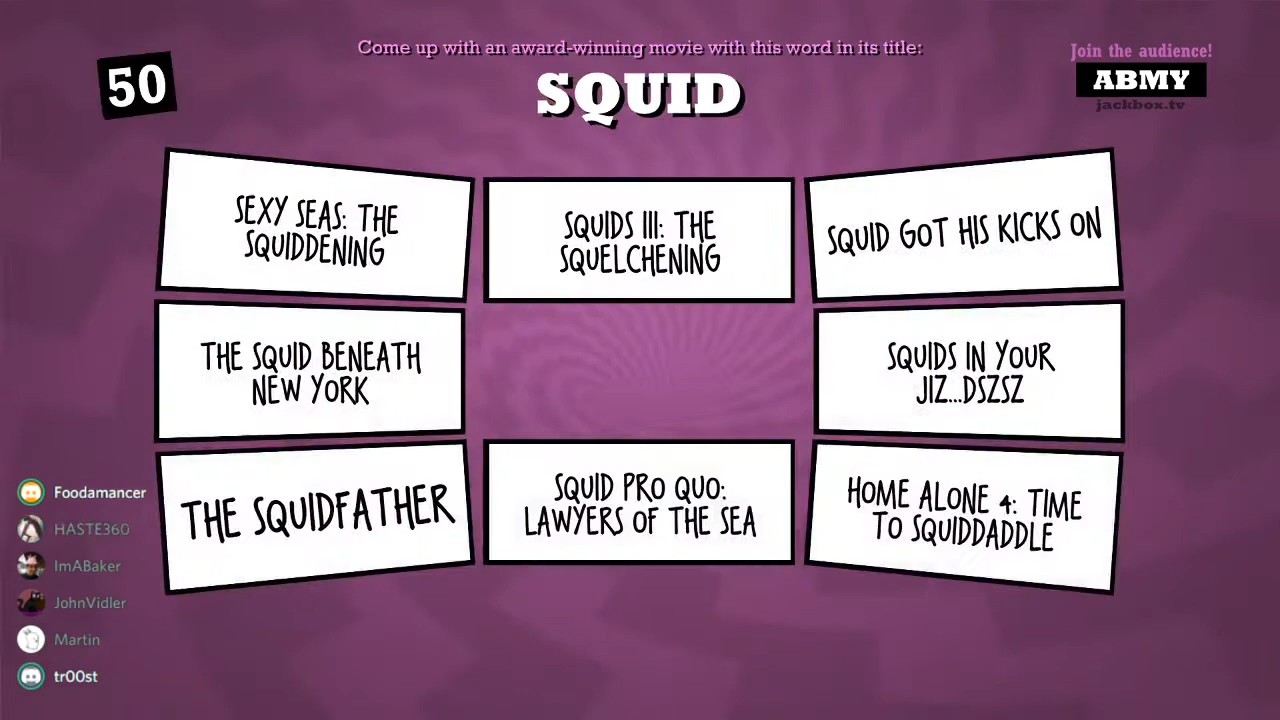 Come up with an award-winning movie with this word in its title:
SQUID
50
Join the audience!
ABMY
jackbox.tv
SEXY SEAS: THE
SQUIDDENING
SQUIDS III: THE
SQUELCHENING
SQUID GOT HIS KICKS ON
THE SQUID BENEATH
NEW YORK
SQUIDS IN YOUR
JIZ...DSZSZ
THE SQUIDFATHER
SQUID PRO QUO:
LAWYERS OF THE SEA
HOME ALONE 4: TIME
TO SQUIDDADDLE
Foodamancer
HASTE360
ImABaker
JohnVidler
Martin
tr00st